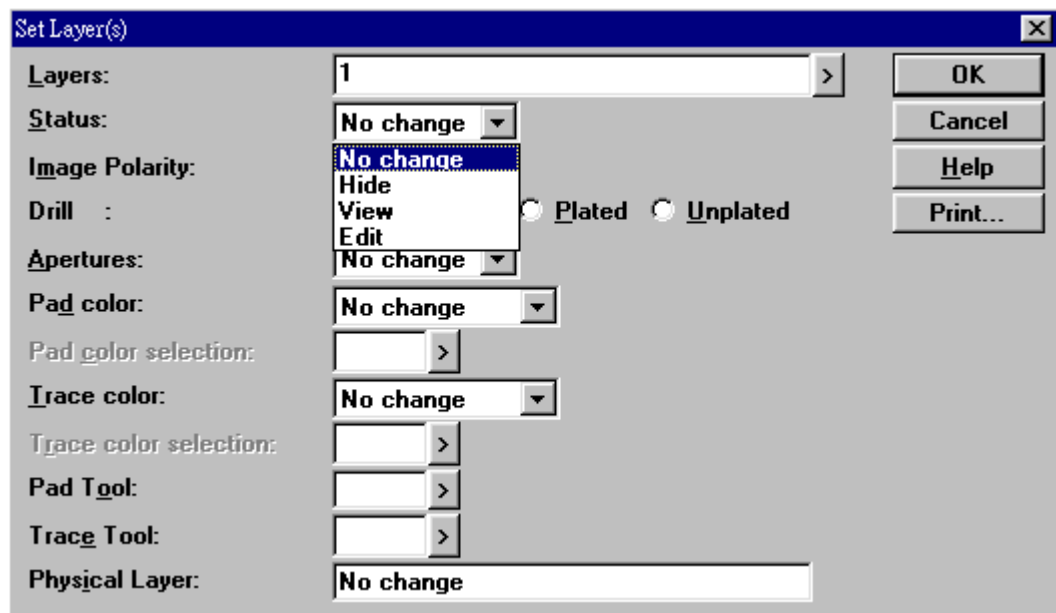 Set Layer(s)
Layers: 1 > OK
Status: No change Cancel
No change
Image Polarity: Hide Help
Drill : View Plated Unplated Print...
Edit
Apertures: No change
Pad color: No change
Pad color selection: >
Trace color: No change
Trace color selection: >
Pad Tool: >
Trace Tool: >
Physical Layer: No change